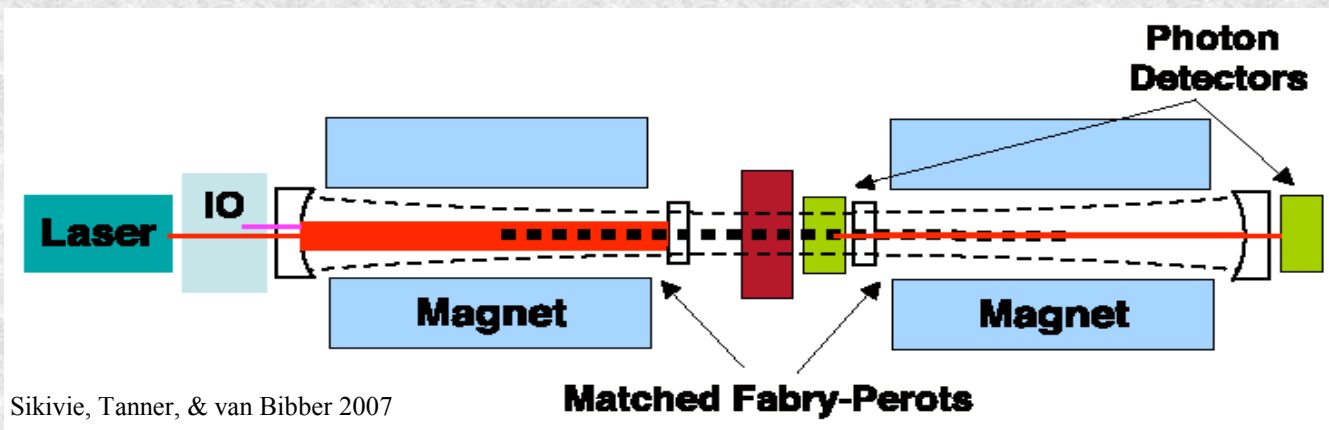 Photon
Detectors
IO
Laser
Magnet
Magnet
Matched Fabry-Perots
Sikivie, Tanner, & van Bibber 2007